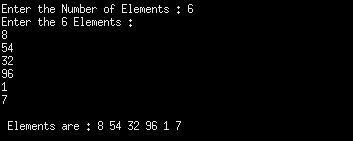 Enter the Number of Elements : 6
Enter the 6 Elements :
8
54
32
96
1
7
Elements are : 8 54 32 96 1 7